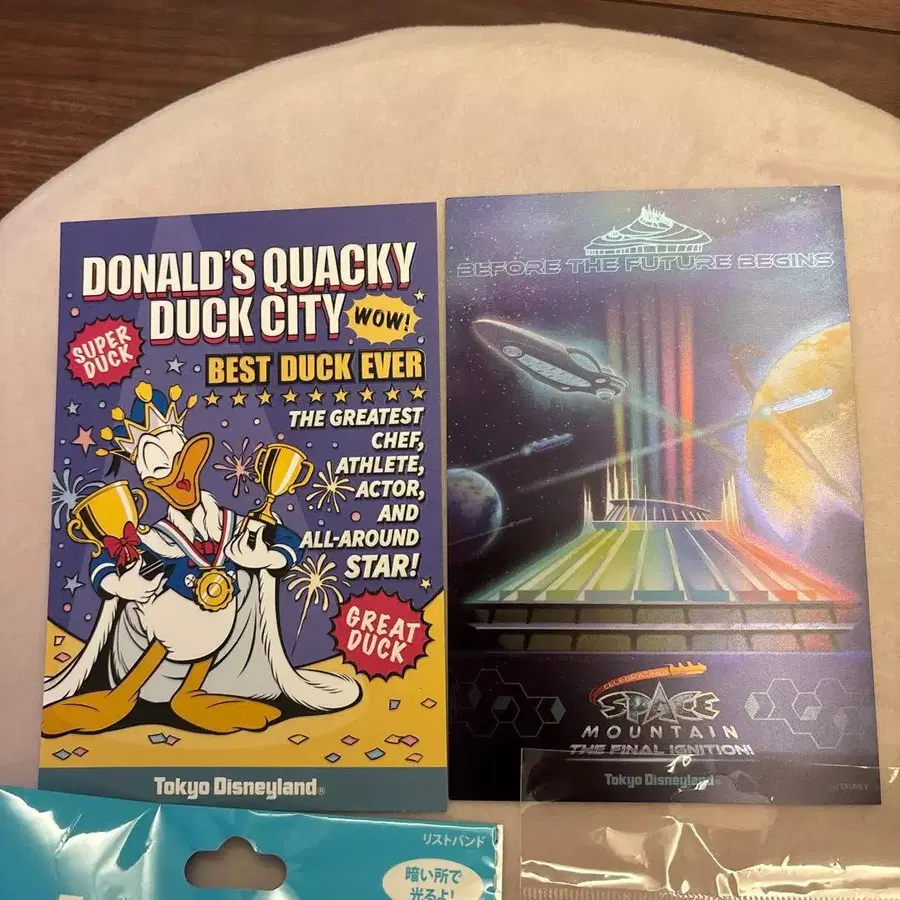 DONALD'S QUACKY
DUCK CITY
WOW!
SUPER
DUCK
BEST DUCK EVER
THE GREATEST
CHEF,
ATHLETE,
ACTOR,
AND
ALL-AROUND
STAR!
GREAT
DUCK
Tokyo Disneyland®
BEFORE THE FUTURE BEGINS
CELEBRATING
SPACE
MOUNTAIN
THE FINAL IGNITION!
Tokyo Disneyland
© DISNEY
リストバンド
暗い所で
光るよ!